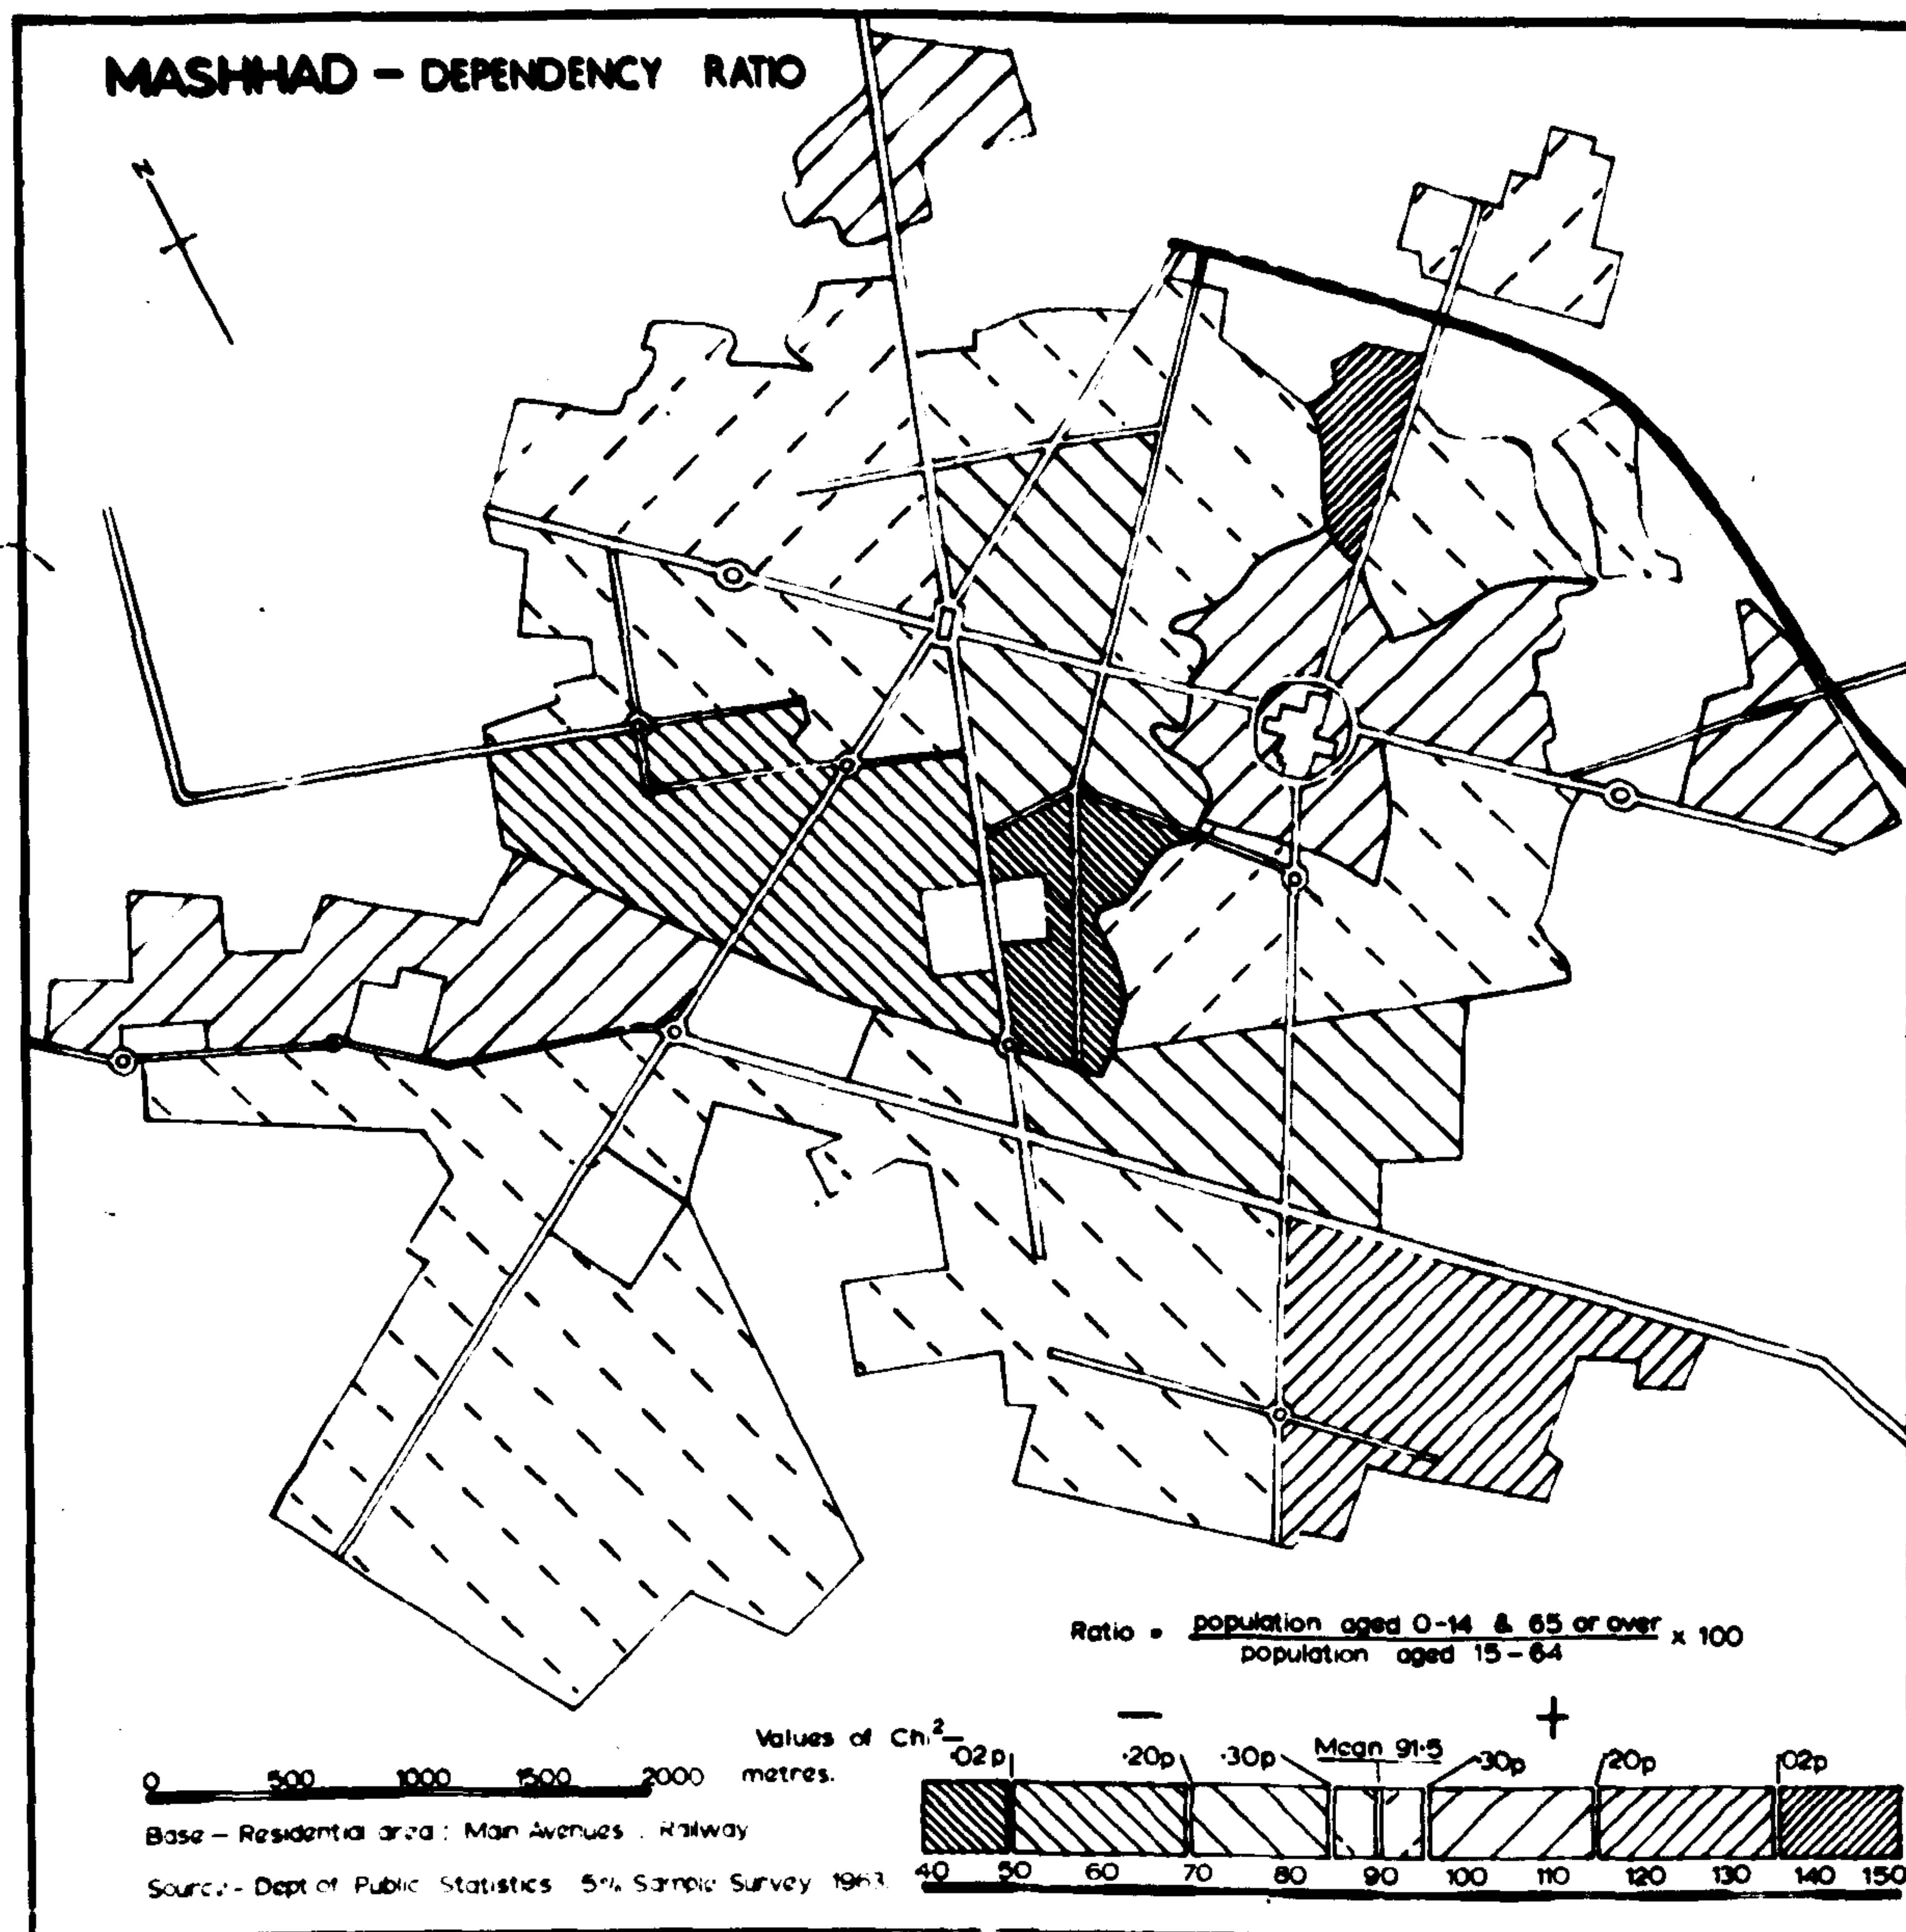 MASHHAD - DEPENDENCY RATIO
N
Ratio = population aged 0-14 & 65 or over x 100
population aged 15-64
− +
Values of Chi²—
·02p ·20p ·30p Mean 91·5 ·30p ·20p ·02p
0 500 1000 1500 2000 metres.
40 50 60 70 80 90 100 110 120 130 140 150
Base - Residential area : Main Avenues : Railway
Source - Dept of Public Statistics 5% Sample Survey